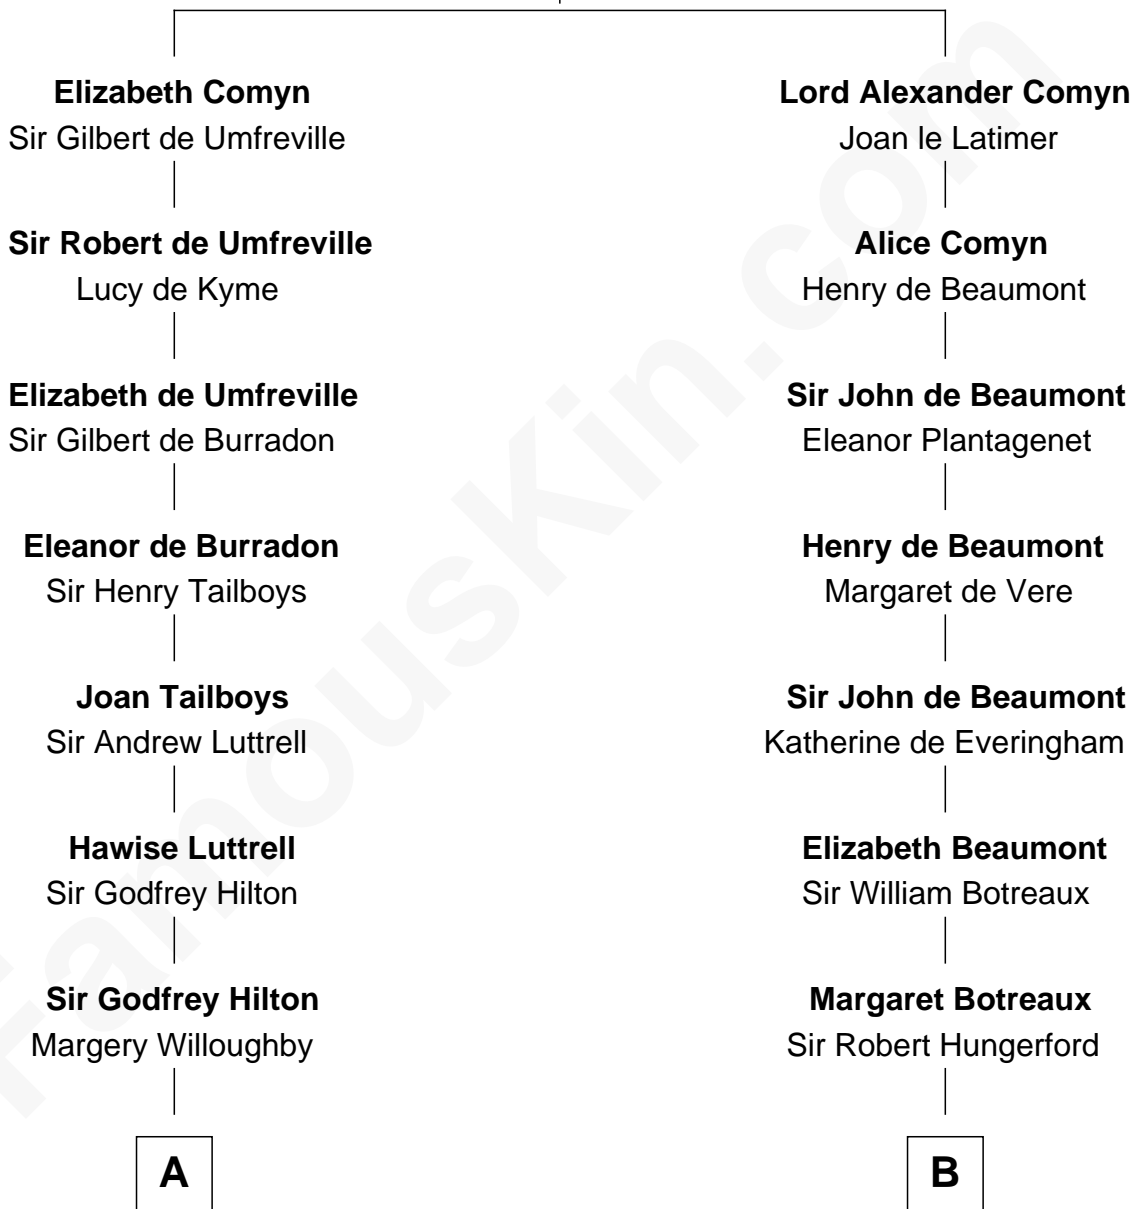 Elizabeth Comyn
Sir Gilbert de Umfreville
Sir Robert de Umfreville
Lucy de Kyme
Elizabeth de Umfreville
Sir Gilbert de Burradon
Eleanor de Burradon
Sir Henry Tailboys
Joan Tailboys
Sir Andrew Luttrell
Hawise Luttrell
Sir Godfrey Hilton
Sir Godfrey Hilton
Margery Willoughby
A
Lord Alexander Comyn
Joan le Latimer
Alice Comyn
Henry de Beaumont
Sir John de Beaumont
Eleanor Plantagenet
Henry de Beaumont
Margaret de Vere
Sir John de Beaumont
Katherine de Everingham
Elizabeth Beaumont
Sir William Botreaux
Margaret Botreaux
Sir Robert Hungerford
B
FamousKin.com